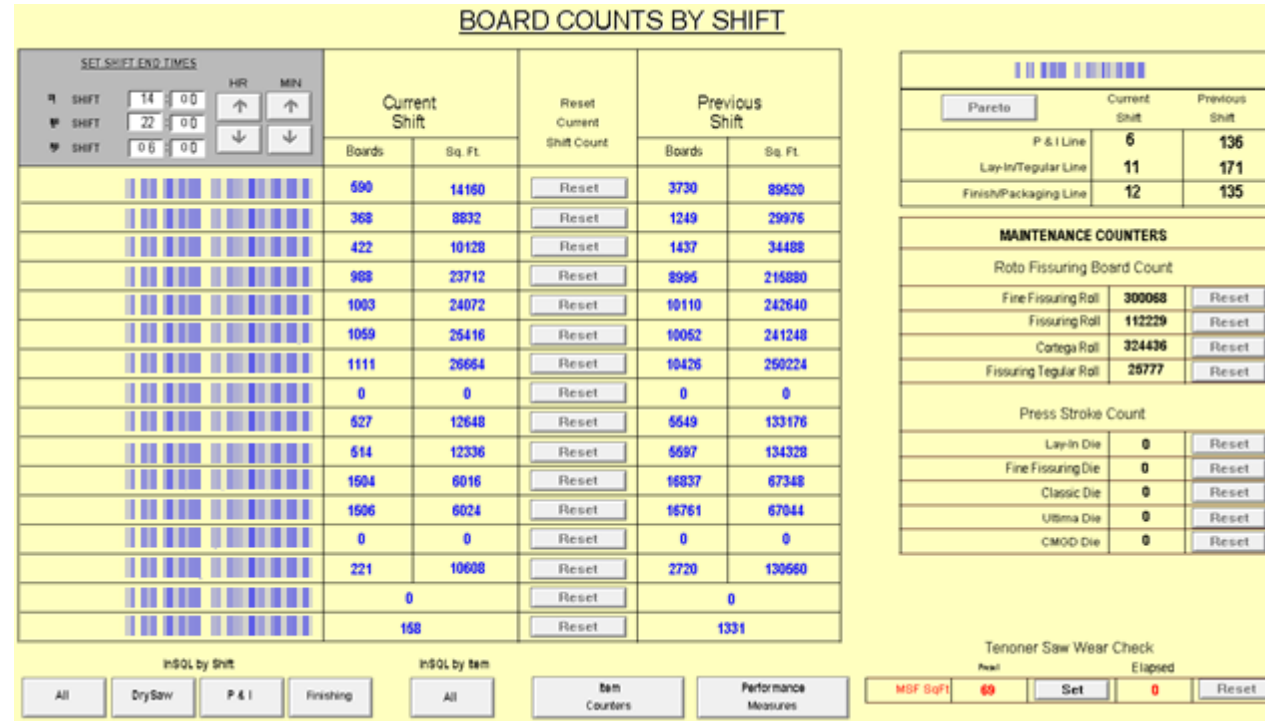 BOARD COUNTS BY SHIFT
SET SHIFT END TIMES
HR MIN
SHIFT 14 : 00
SHIFT 22 : 00
SHIFT 06 : 00
Current Shift
Boards Sq. Ft.
Reset Current Shift Count
Previous Shift
Boards Sq. Ft.
590 14160 Reset 3730 89520
368 8832 Reset 1249 29976
422 10128 Reset 1437 34488
988 23712 Reset 8995 215880
1003 24072 Reset 10110 242640
1059 25416 Reset 10052 241248
1111 26664 Reset 10426 250224
0 0 Reset 0 0
527 12648 Reset 5549 133176
514 12336 Reset 5597 134328
1504 6016 Reset 16837 67348
1506 6024 Reset 16761 67044
0 0 Reset 0 0
221 10608 Reset 2720 130560
0 Reset 0
158 Reset 1331
InSQL by Shift
All DrySaw P & I Finishing
InSQL by Item
All
Item Counters
Performance Measures
Pareto Current Shift Previous Shift
P & I Line 6 136
Lay-In/Tegular Line 11 171
Finish/Packaging Line 12 135
MAINTENANCE COUNTERS
Roto Fissuring Board Count
Fine Fissuring Roll 300068 Reset
Fissuring Roll 112229 Reset
Cortega Roll 324436 Reset
Fissuring Tegular Roll 25777 Reset
Press Stroke Count
Lay-In Die 0 Reset
Fine Fissuring Die 0 Reset
Classic Die 0 Reset
Ultima Die 0 Reset
CMGD Die 0 Reset
Tenoner Saw Wear Check
Elapsed
MSF SqFt 69 Set 0 Reset